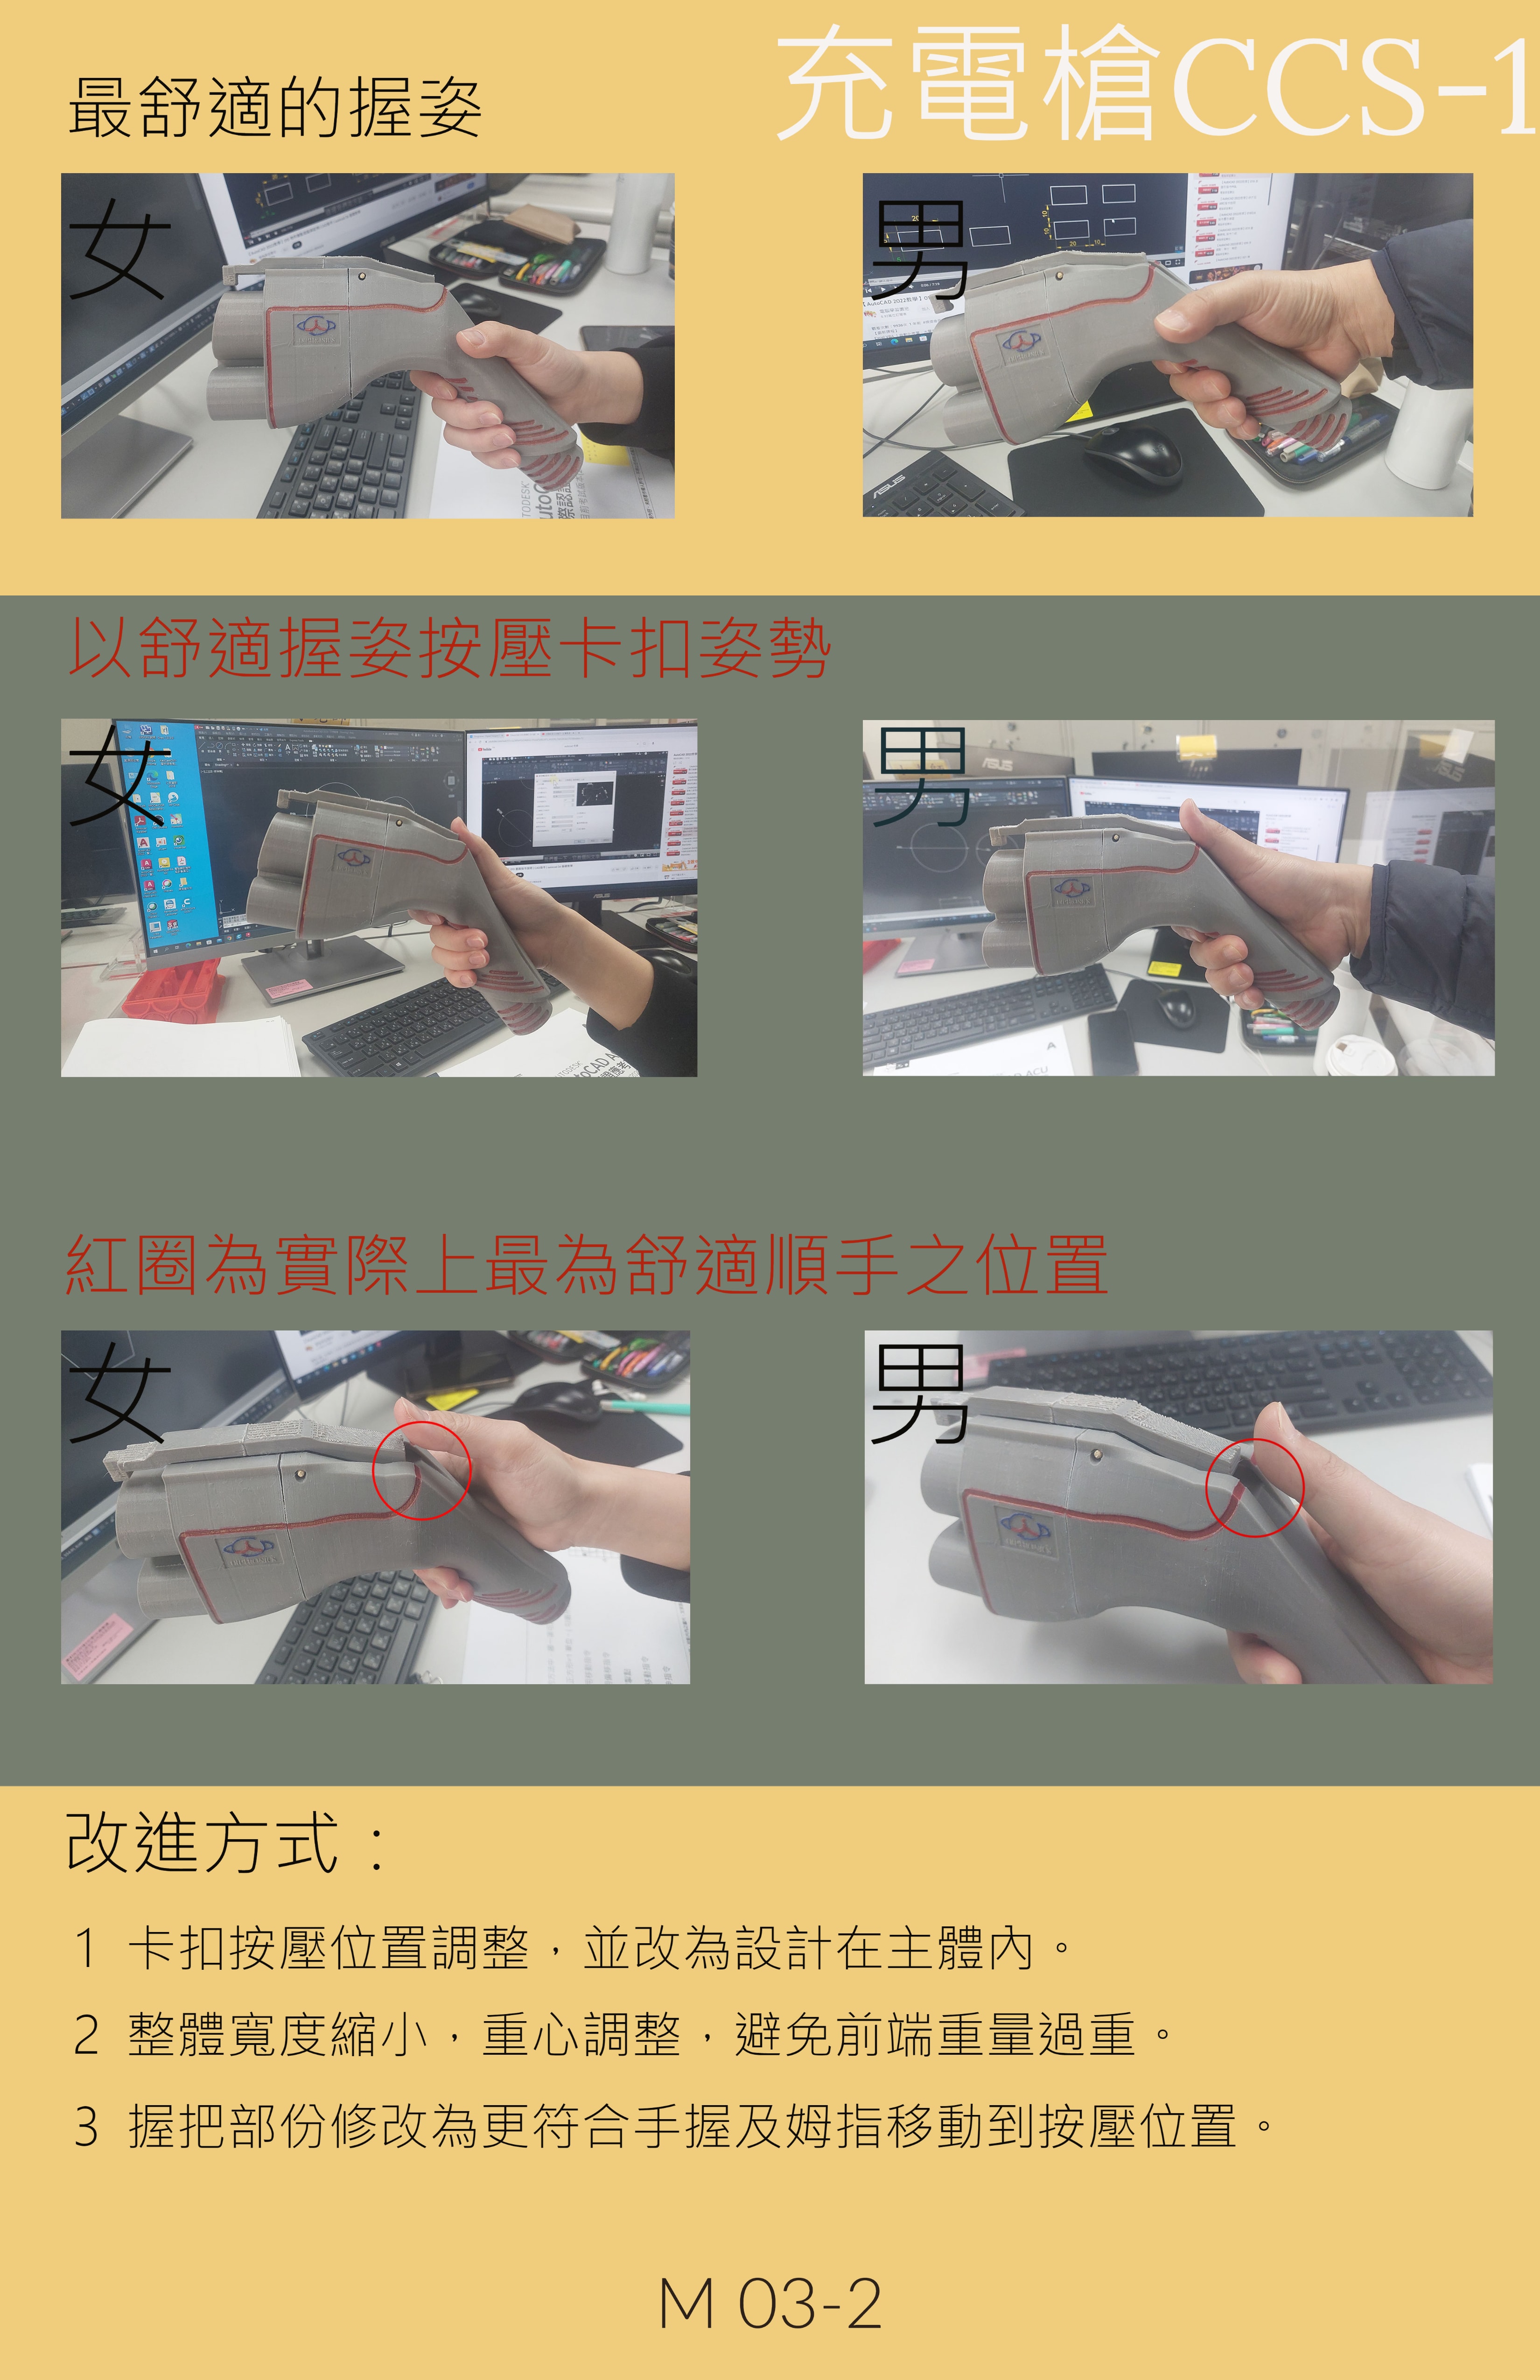 充電槍CCS-1
最舒適的握姿
女
男
以舒適握姿按壓卡扣姿勢
女
男
ASUS
紅圈為實際上最為舒適順手之位置
女
男
改進方式：
1 卡扣按壓位置調整，並改為設計在主體內。
2 整體寬度縮小，重心調整，避免前端重量過重。
3 握把部份修改為更符合手握及姆指移動到按壓位置。
M 03-2